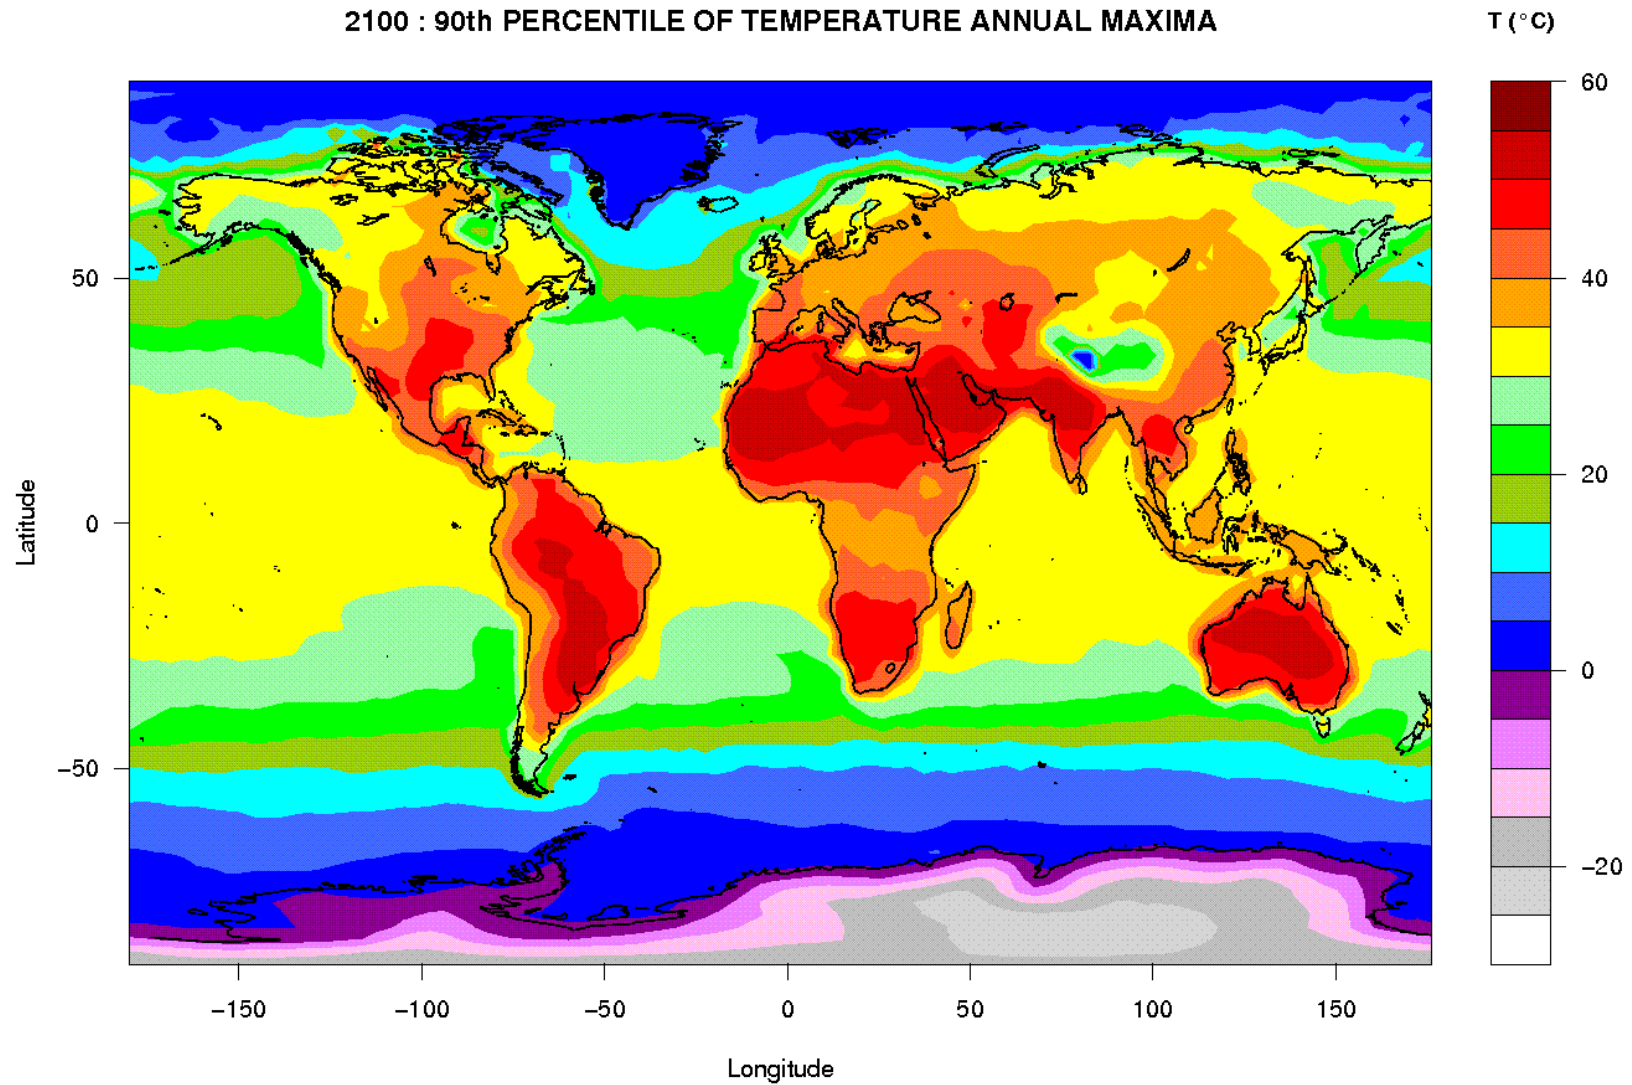 2100 : 90th PERCENTILE OF TEMPERATURE ANNUAL MAXIMA
T (°C)
60
40
20
0
−20
50
0
−50
Latitude
−150 −100 −50 0 50 100 150
Longitude